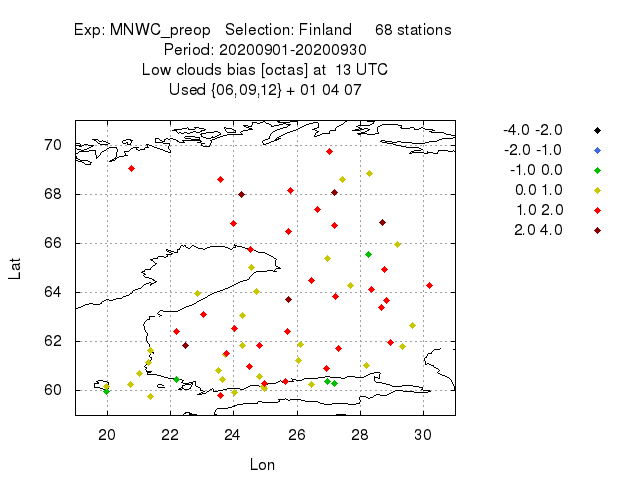 Exp: MNWC_preop   Selection: Finland     68 stations
Period: 20200901-20200930
Low clouds bias [octas] at  13 UTC
Used {06,09,12} + 01 04 07
-4.0 -2.0
-2.0 -1.0
-1.0 0.0
0.0 1.0
1.0 2.0
2.0 4.0
70
68
66
64
62
60
Lat
20 22 24 26 28 30
Lon